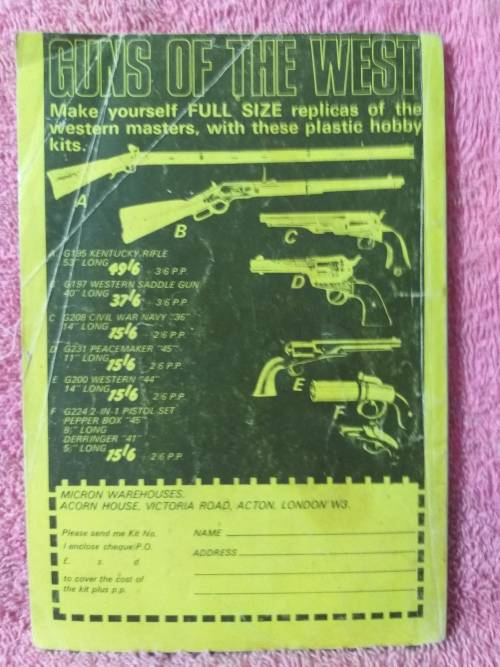 GUNS OF THE WEST
Make yourself FULL SIZE replicas of the
western masters, with these plastic hobby
kits.
A
B
C
D
E
F
A G195 KENTUCKY RIFLE
53" LONG 49/6 3/6 P.P.
B G197 WESTERN SADDLE GUN
40" LONG 37/6 3/6 P.P.
C G208 CIVIL WAR NAVY "36"
14" LONG 15/6 2/6 P.P.
D G231 PEACEMAKER "45"
11" LONG 15/6 2/6 P.P.
E G200 WESTERN "44"
14" LONG 15/6 2/6 P.P.
F G224 2-IN-1 PISTOL SET
PEPPER BOX "45"
8" LONG
DERRINGER "41"
5" LONG 15/6 2/6 P.P.
MICRON WAREHOUSES,
ACORN HOUSE, VICTORIA ROAD, ACTON, LONDON W3.
Please send me Kit No.
I enclose cheque/P.O.
£. s. d
to cover the cost of
the kit plus p.p.
NAME
ADDRESS